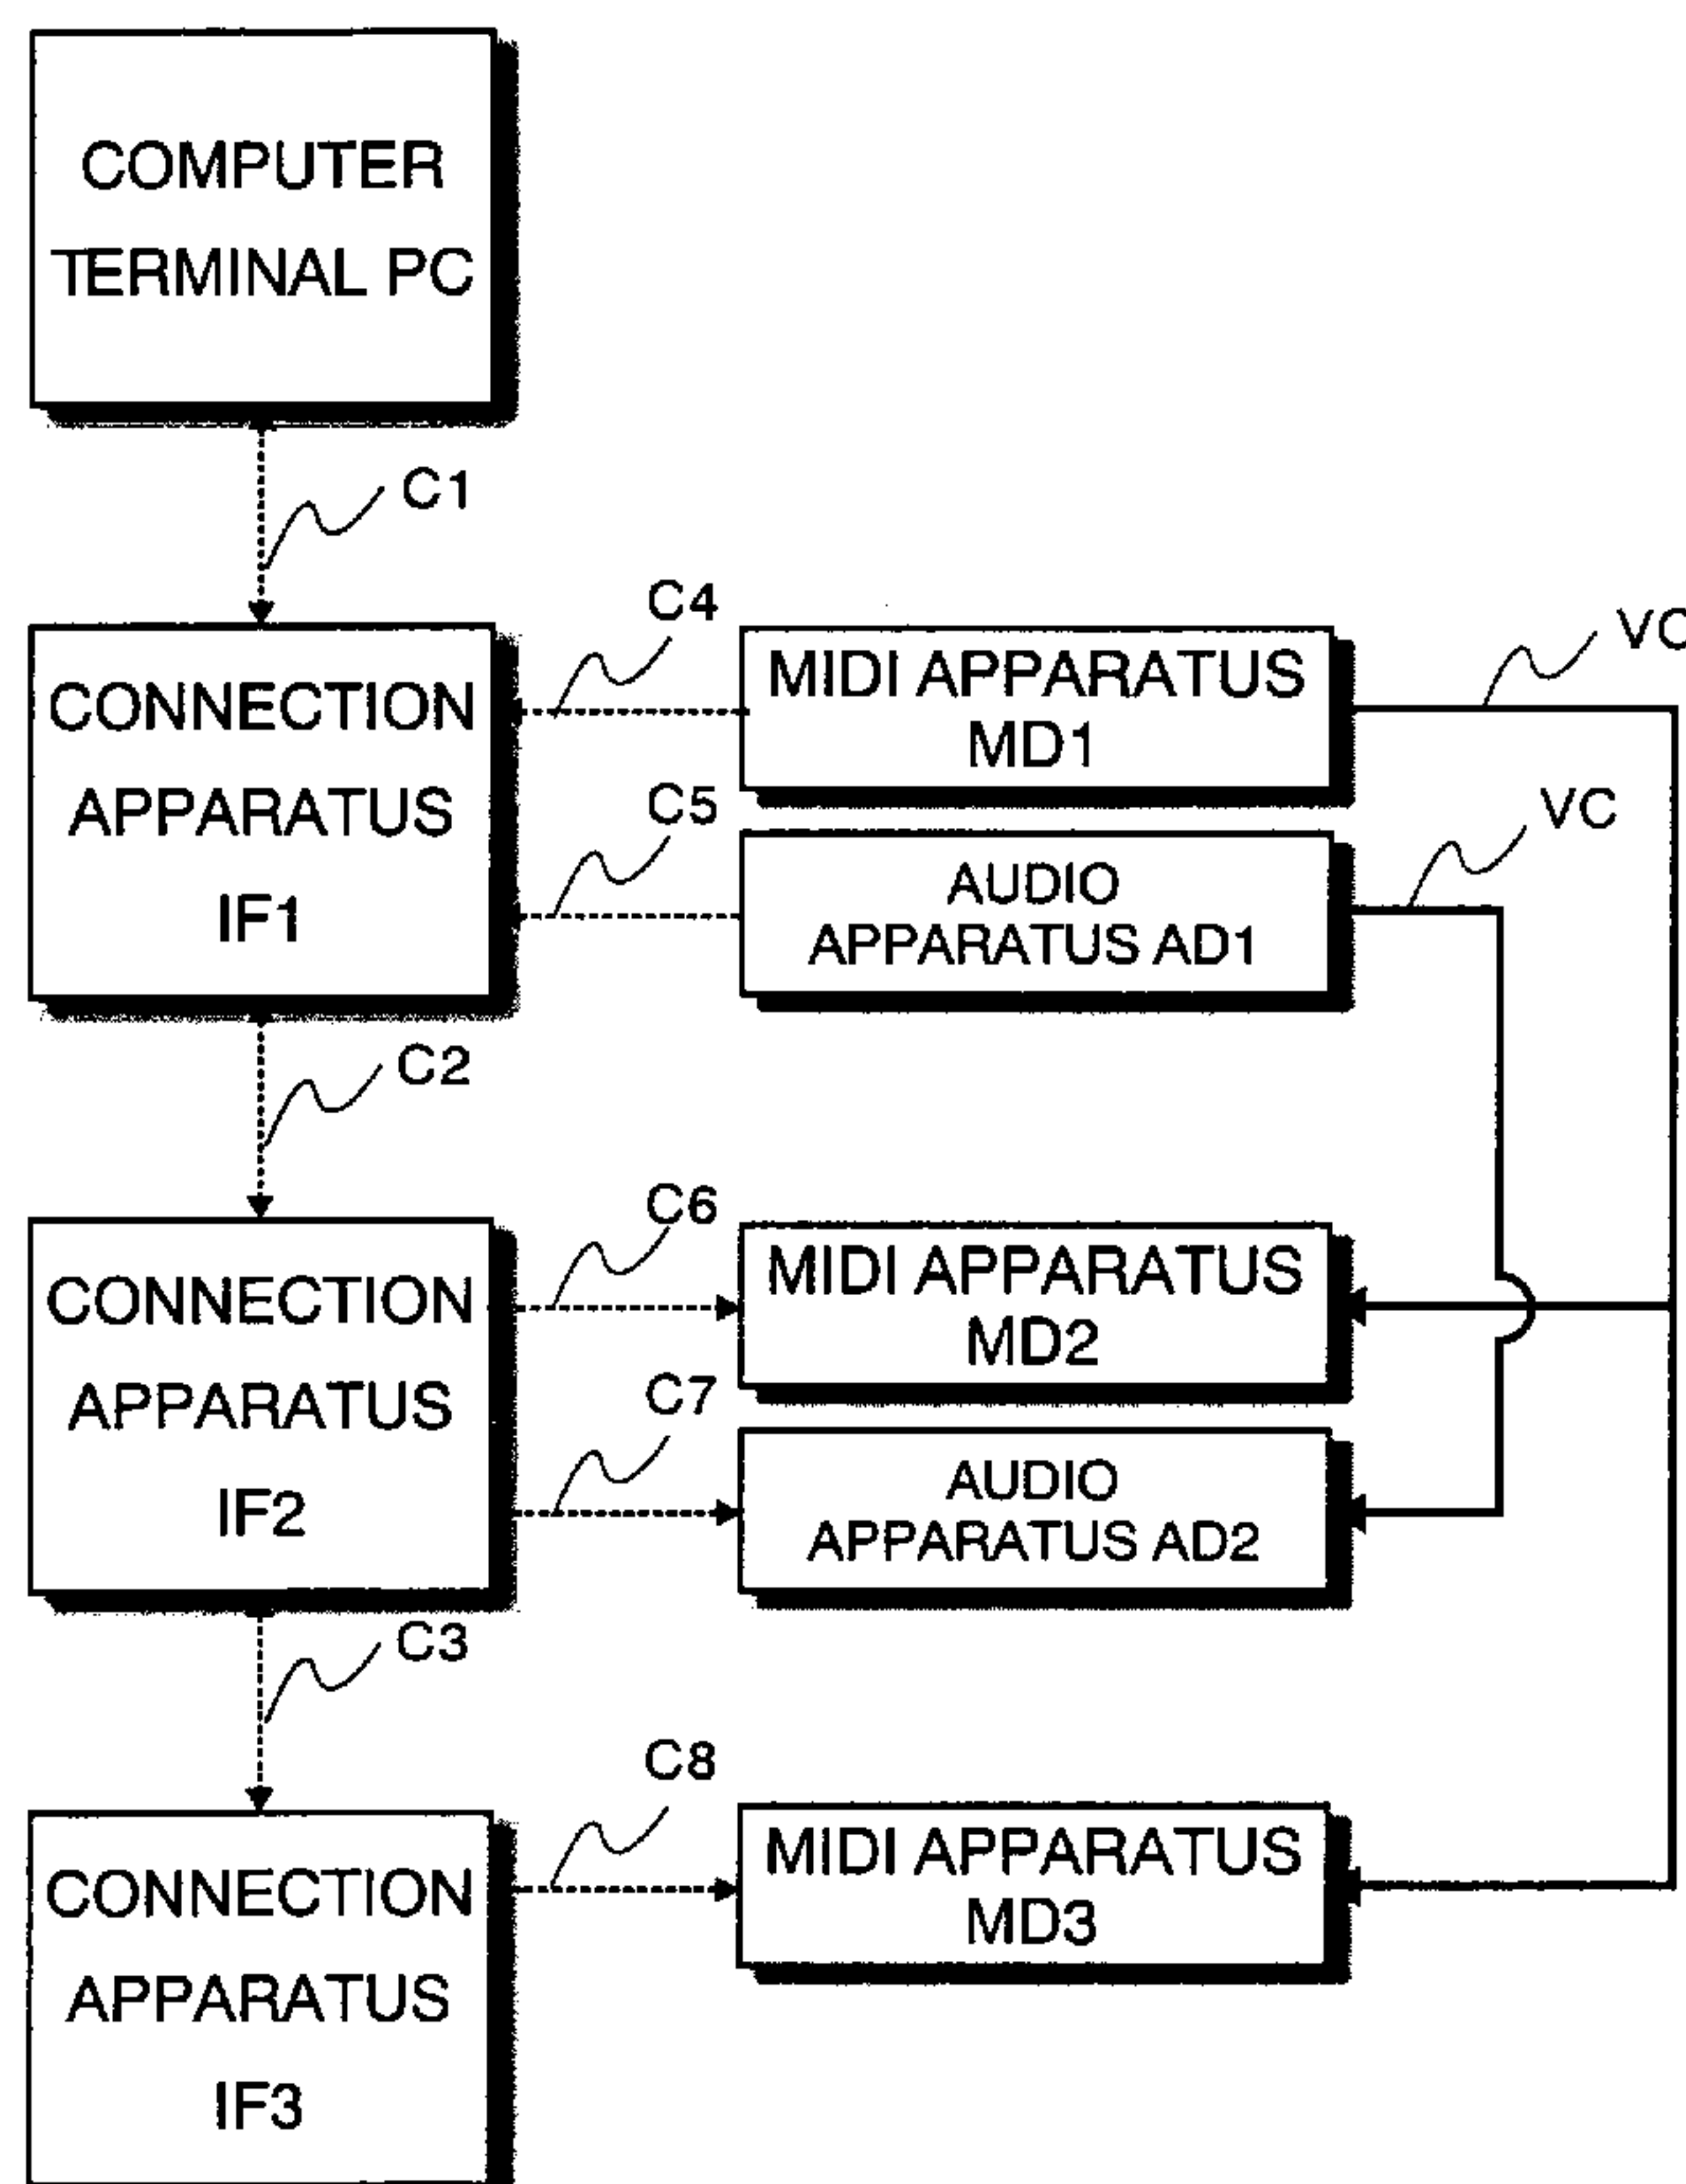 COMPUTER
TERMINAL PC
C1
CONNECTION
APPARATUS
IF1
C4
MIDI APPARATUS
MD1
VC
C5
AUDIO
APPARATUS AD1
VC
C2
CONNECTION
APPARATUS
IF2
C6
MIDI APPARATUS
MD2
C7
AUDIO
APPARATUS AD2
C3
CONNECTION
APPARATUS
IF3
C8
MIDI APPARATUS
MD3